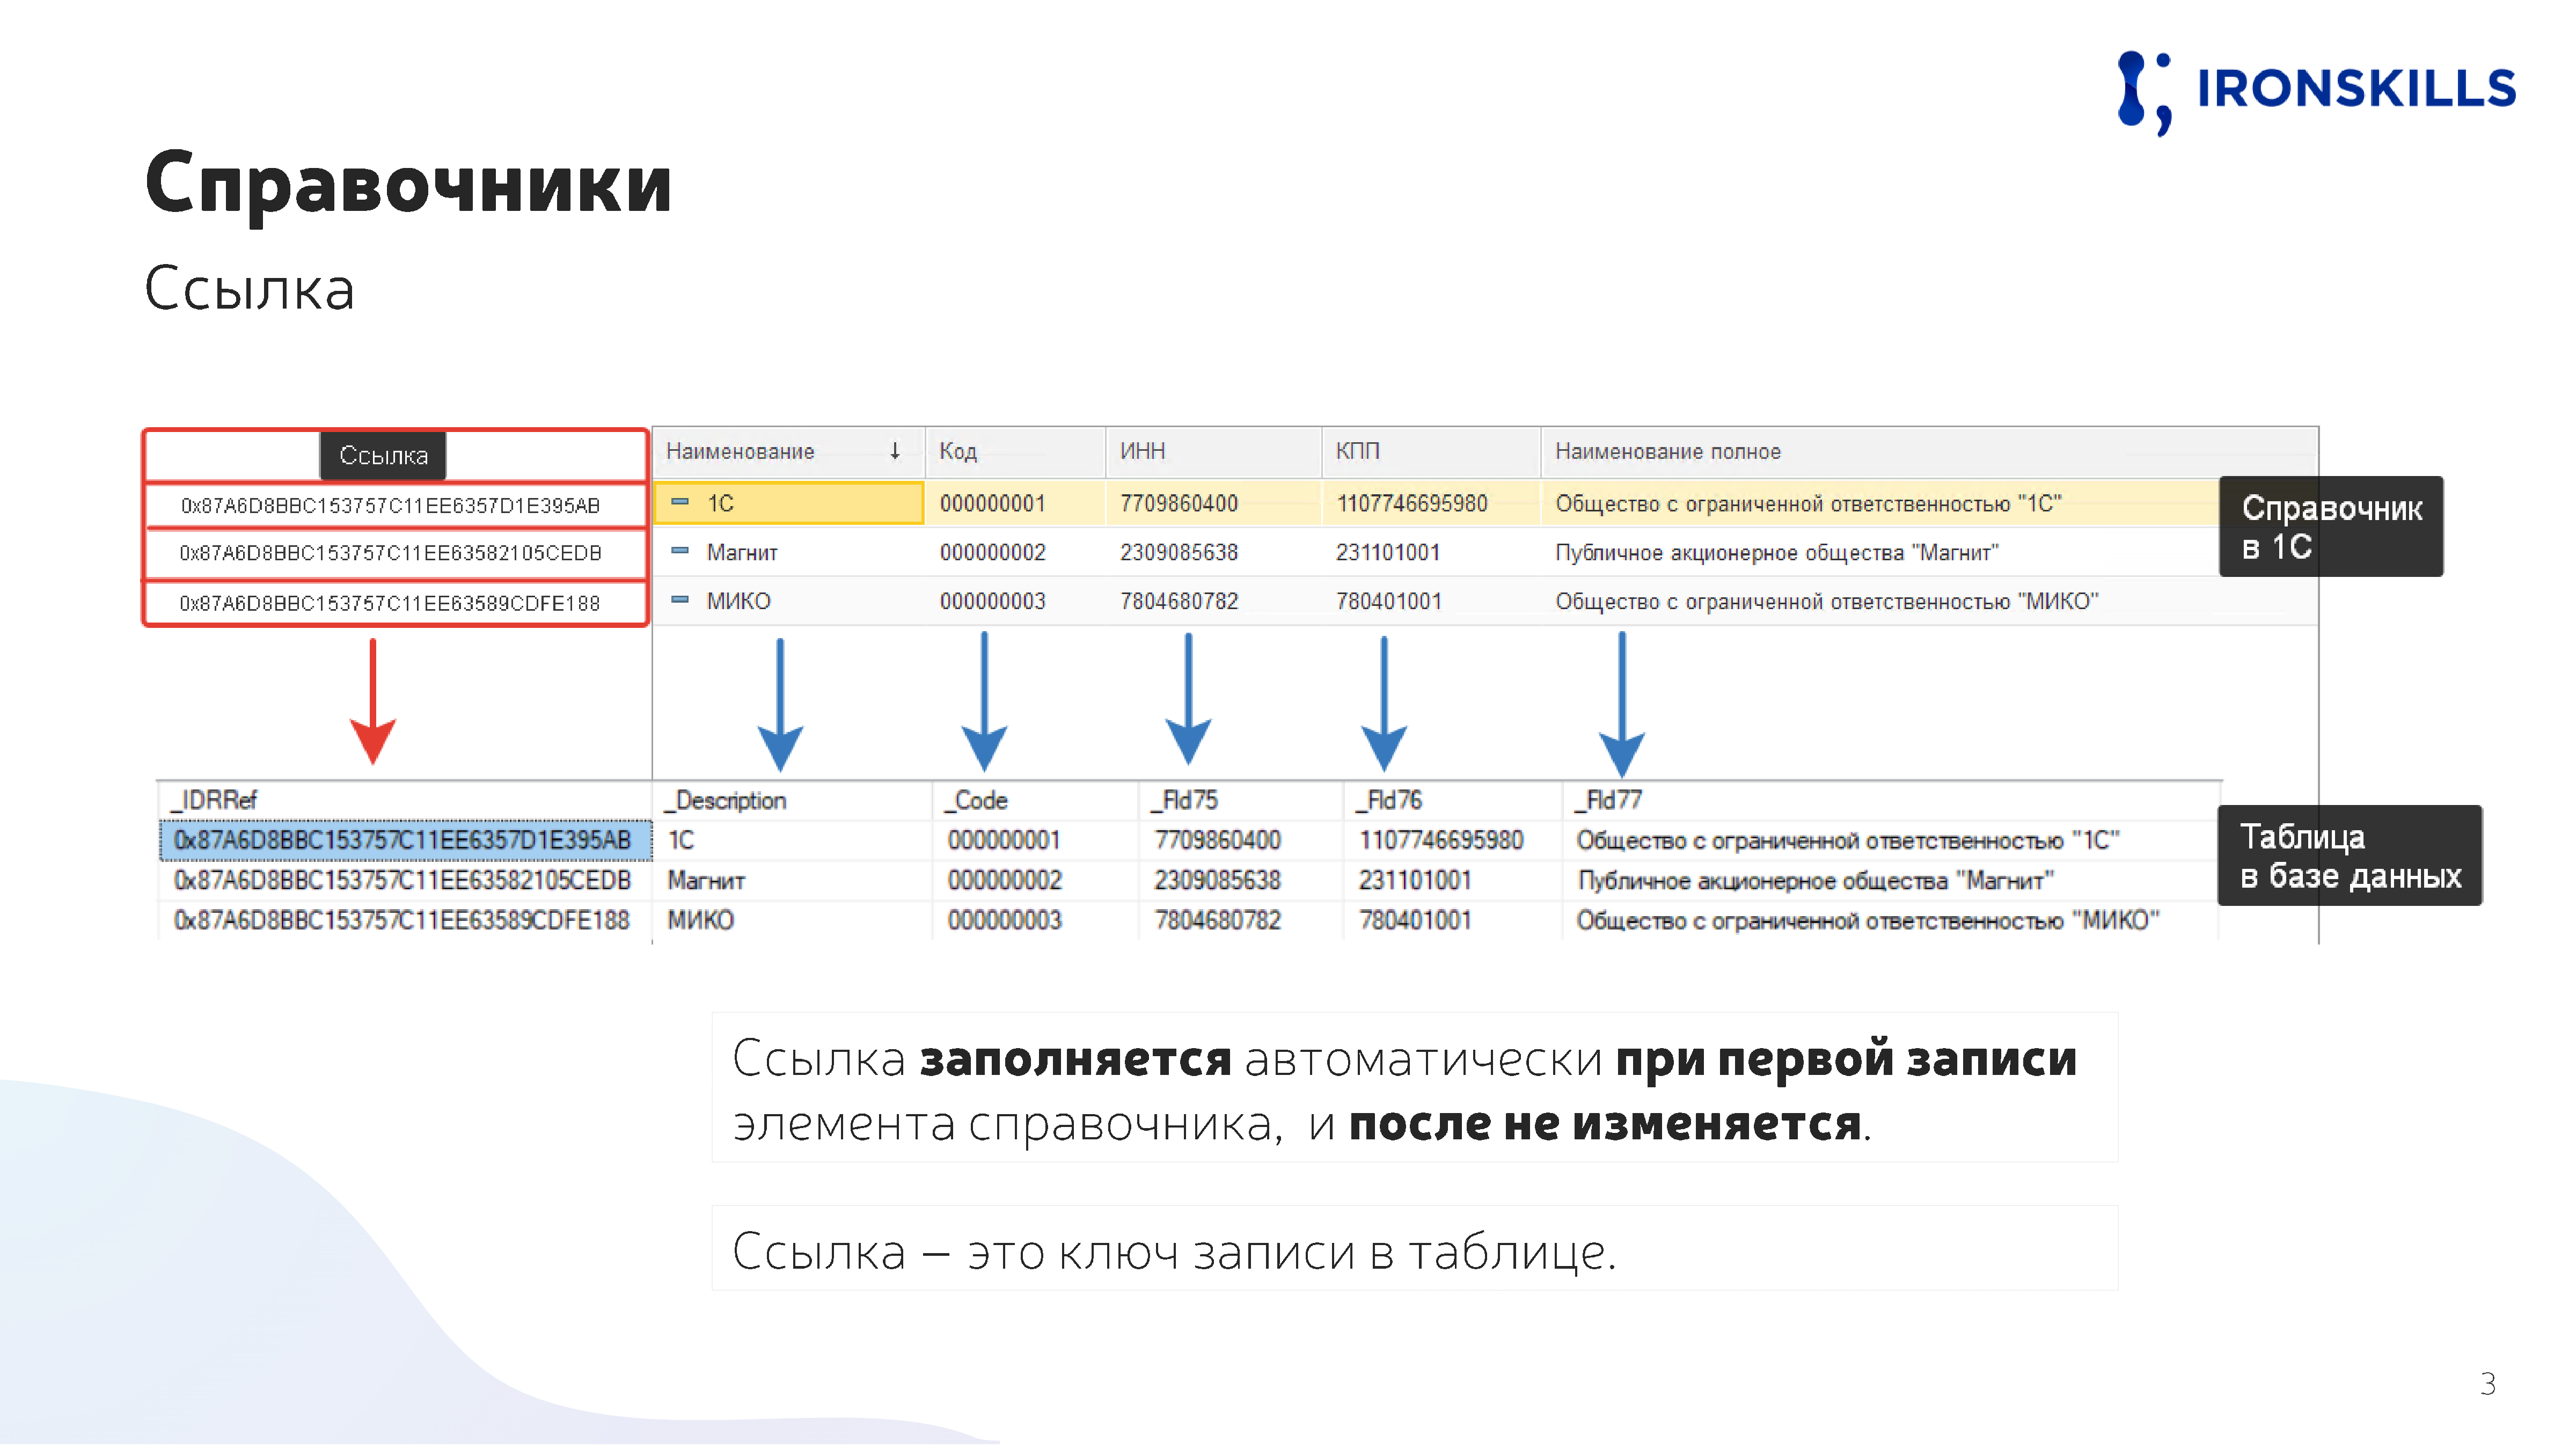 IRONSKILLS
Справочники
Ссылка
Ссылка Наименование ↓ Код ИНН КПП Наименование полное
0x87A6D8BBC153757C11EE6357D1E395AB 1С 000000001 7709860400 1107746695980 Общество с ограниченной ответственностью "1С"
0x87A6D8BBC153757C11EE63582105CEDB Магнит 000000002 2309085638 231101001 Публичное акционерное общества "Магнит"
0x87A6D8BBC153757C11EE63589CDFE188 МИКО 000000003 7804680782 780401001 Общество с ограниченной ответственностью "МИКО"
Справочник
в 1С
_IDRRef _Description _Code _Fld75 _Fld76 _Fld77
0x87A6D8BBC153757C11EE6357D1E395AB 1С 000000001 7709860400 1107746695980 Общество с ограниченной ответственностью "1С"
0x87A6D8BBC153757C11EE63582105CEDB Магнит 000000002 2309085638 231101001 Публичное акционерное общества "Магнит"
0x87A6D8BBC153757C11EE63589CDFE188 МИКО 000000003 7804680782 780401001 Общество с ограниченной ответственностью "МИКО"
Таблица
в базе данных
Ссылка заполняется автоматически при первой записи
элемента справочника, и после не изменяется.
Ссылка – это ключ записи в таблице.
3